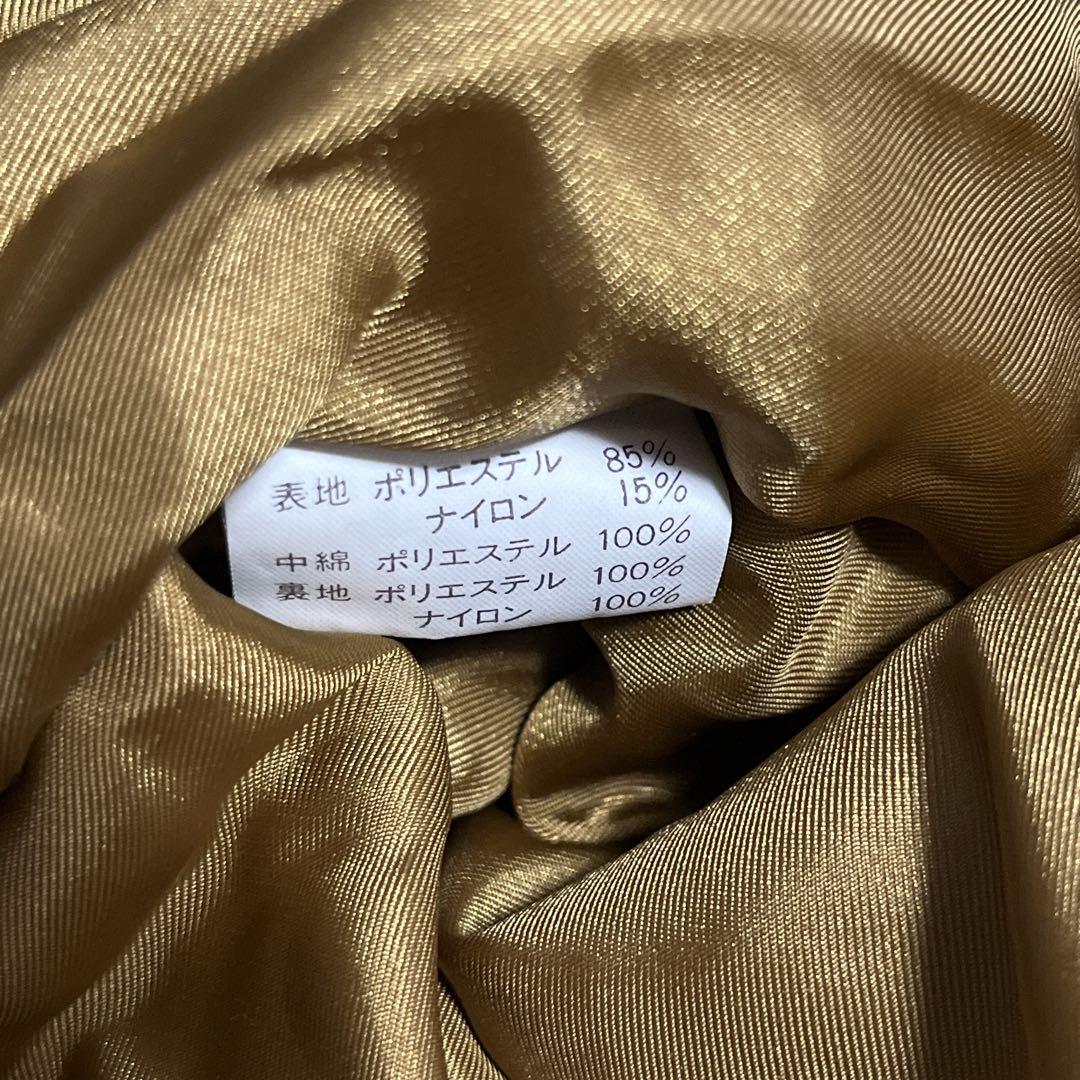 表地 ポリエステル 85%
ナイロン 15%
中綿 ポリエステル 100%
裏地 ポリエステル 100%
ナイロン 100%